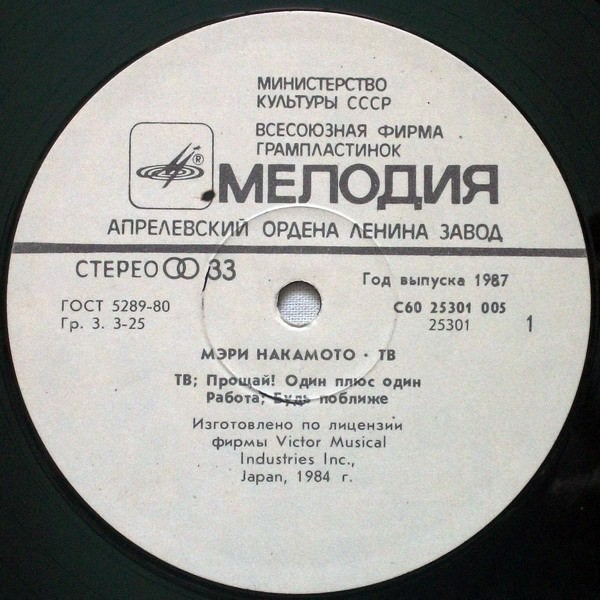 МИНИСТЕРСТВО
КУЛЬТУРЫ СССР
ВСЕСОЮЗНАЯ ФИРМА
ГРАМПЛАСТИНОК
®
МЕЛОДИЯ
АПРЕЛЕВСКИЙ ОРДЕНА ЛЕНИНА ЗАВОД
СТЕРЕО 33
Год выпуска 1987
ГОСТ 5289-80
Гр. 3. 3-25
С60 25301 005
25301 1
МЭРИ НАКАМОТО · ТВ
ТВ; Прощай! Один плюс один
Работа; Будь поближе
Изготовлено по лицензии
фирмы Victor Musical
Industries Inc.,
Japan, 1984 г.